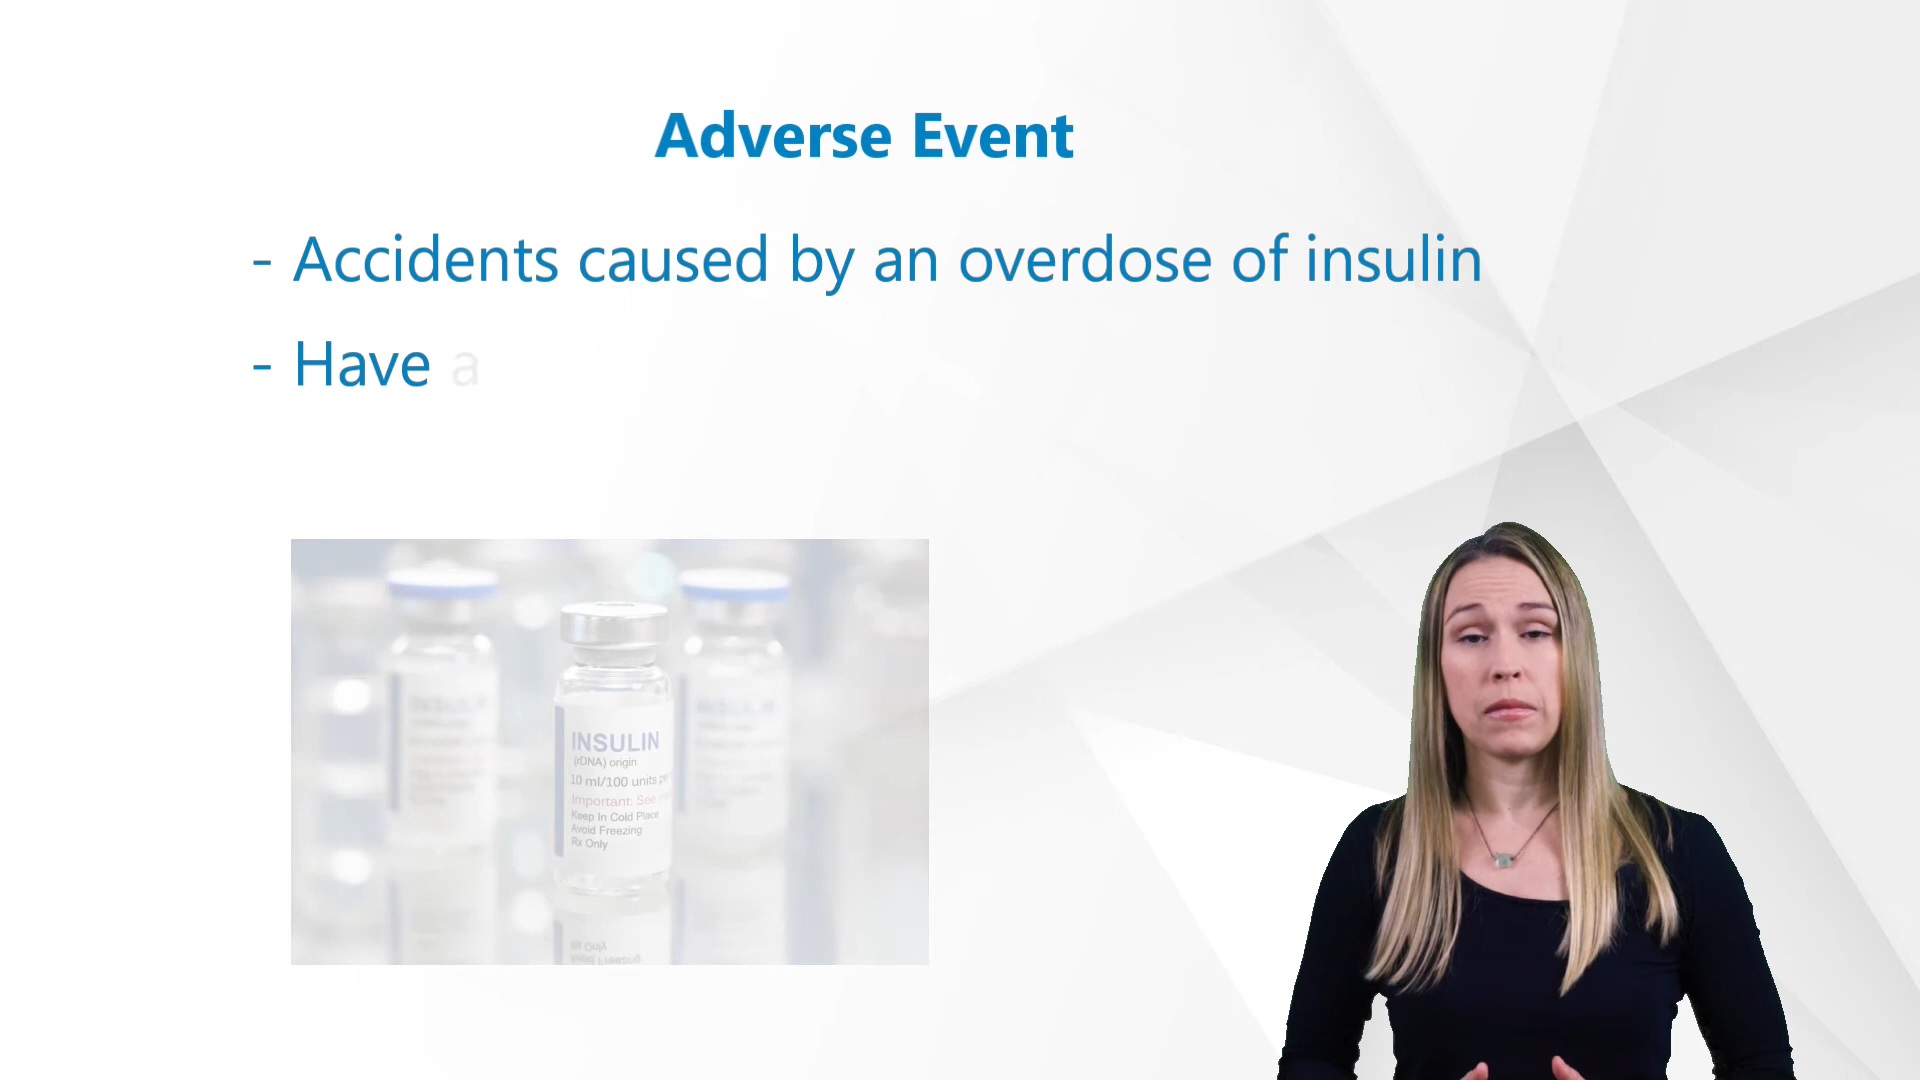 Adverse Event
- Accidents caused by an overdose of insulin
- Have a
INSULIN
(rDNA) origin
10 ml/100 units
Important: See
Keep In Cold Place
Avoid Freezing
Rx Only